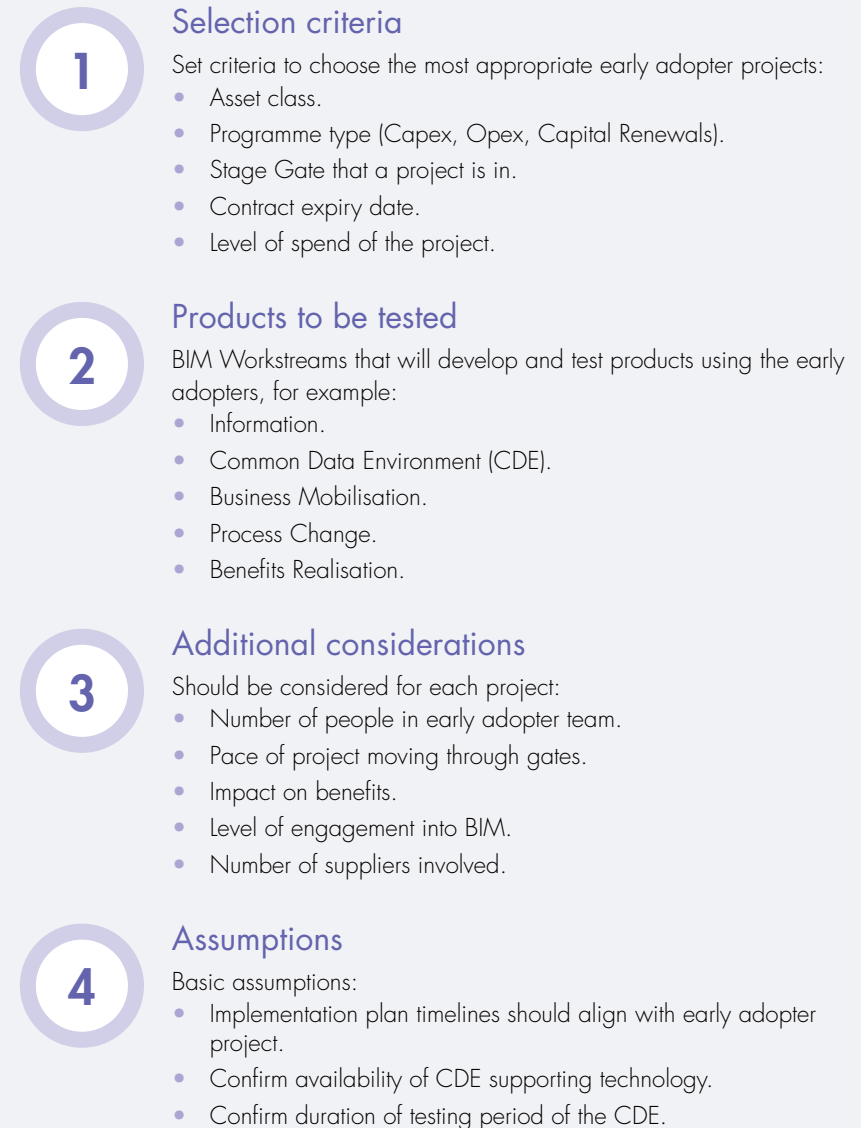 1
Selection criteria
Set criteria to choose the most appropriate early adopter projects:
• Asset class.
• Programme type (Capex, Opex, Capital Renewals).
• Stage Gate that a project is in.
• Contract expiry date.
• Level of spend of the project.
2
Products to be tested
BIM Workstreams that will develop and test products using the early
adopters, for example:
• Information.
• Common Data Environment (CDE).
• Business Mobilisation.
• Process Change.
• Benefits Realisation.
3
Additional considerations
Should be considered for each project:
• Number of people in early adopter team.
• Pace of project moving through gates.
• Impact on benefits.
• Level of engagement into BIM.
• Number of suppliers involved.
4
Assumptions
Basic assumptions:
• Implementation plan timelines should align with early adopter
project.
• Confirm availability of CDE supporting technology.
• Confirm duration of testing period of the CDE.